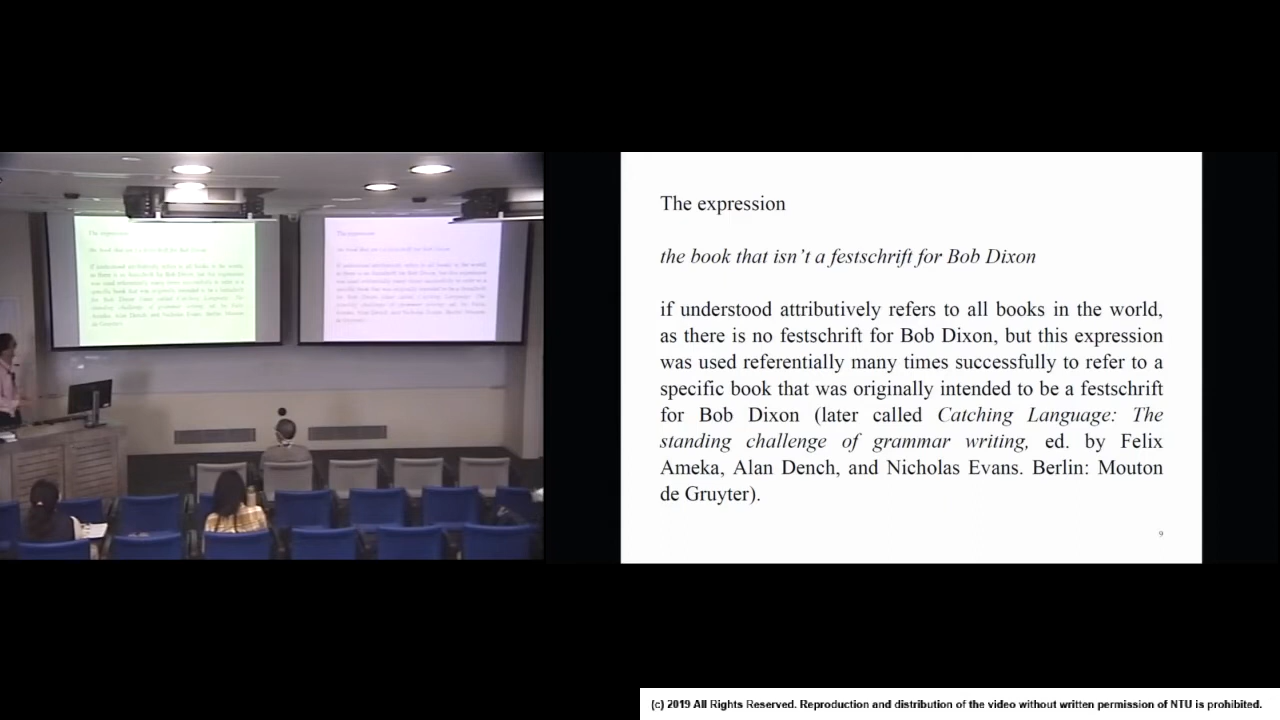 The expression
the book that isn't a festschrift for Bob Dixon
if understood attributively refers to all books in the world,
as there is no festschrift for Bob Dixon, but this expression
was used referentially many times successfully to refer to a
specific book that was originally intended to be a festschrift
for Bob Dixon (later called Catching Language: The
standing challenge of grammar writing, ed. by Felix
Ameka, Alan Dench, and Nicholas Evans. Berlin: Mouton
de Gruyter).
9
(c) 2019 All Rights Reserved. Reproduction and distribution of the video without written permission of NTU is prohibited.